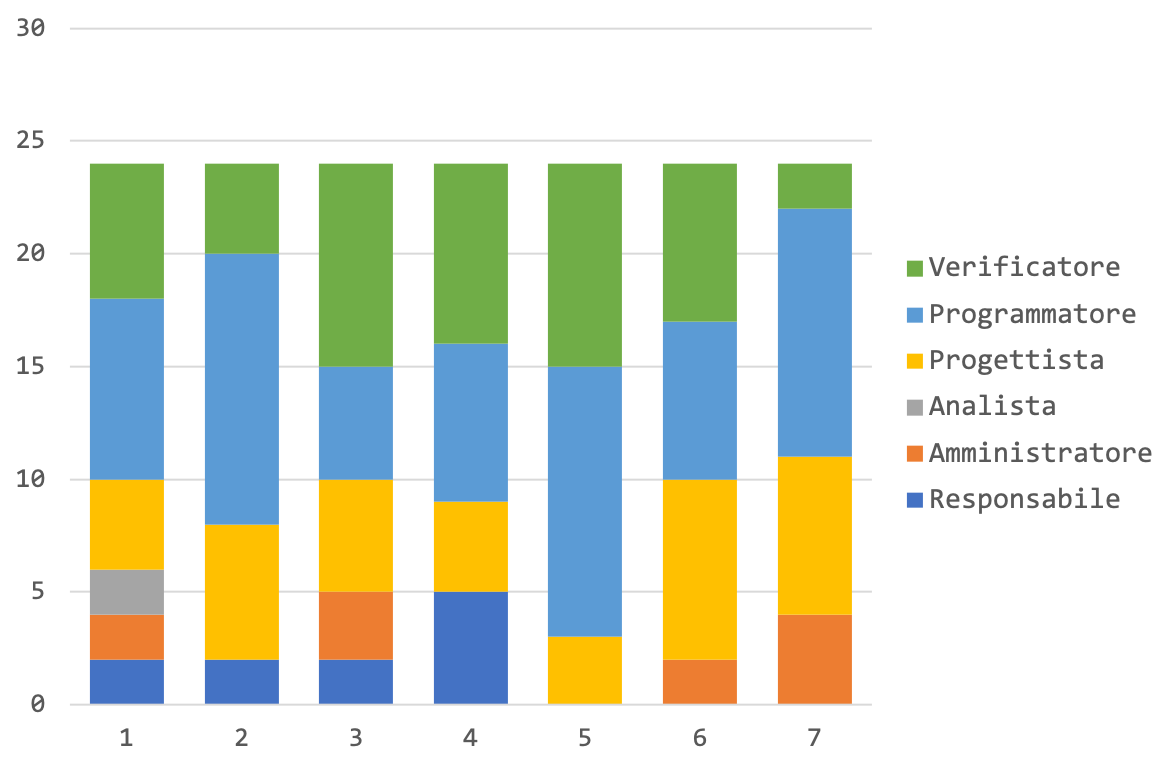 30
25
20
15
10
5
0
1 2 3 4 5 6 7
Verificatore
Programmatore
Progettista
Analista
Amministratore
Responsabile